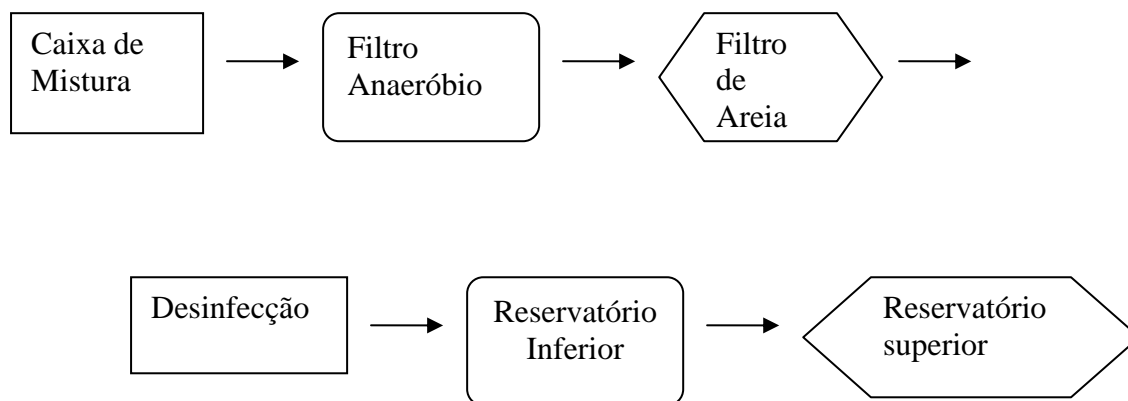 Caixa de
Mistura
Filtro
Anaeróbio
Filtro
de
Areia
Desinfecção
Reservatório
Inferior
Reservatório
superior